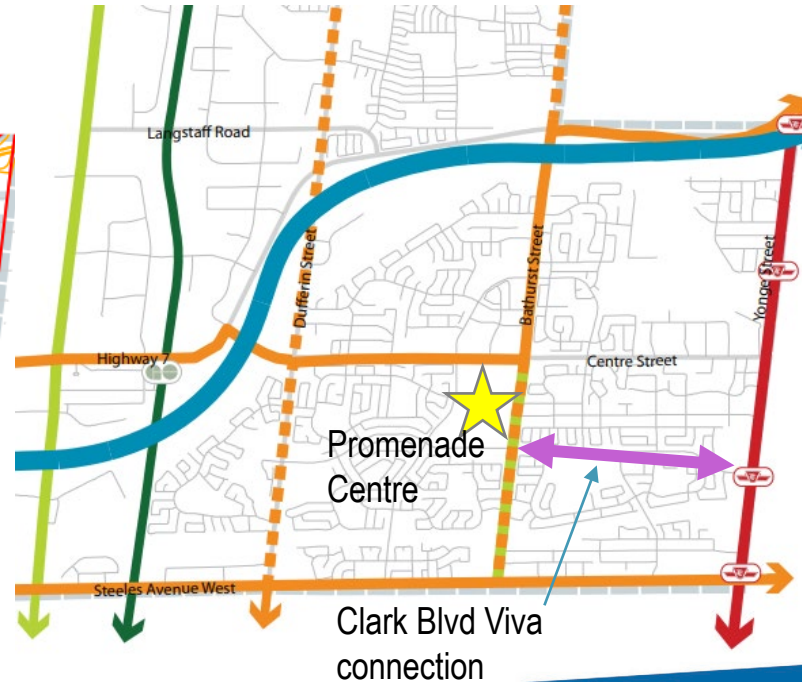 Langstaff Road
Dufferin Street
Bathurst Street
Yonge Street
Highway 7
Centre Street
Promenade
Centre
Steeles Avenue West
Clark Blvd Viva
connection